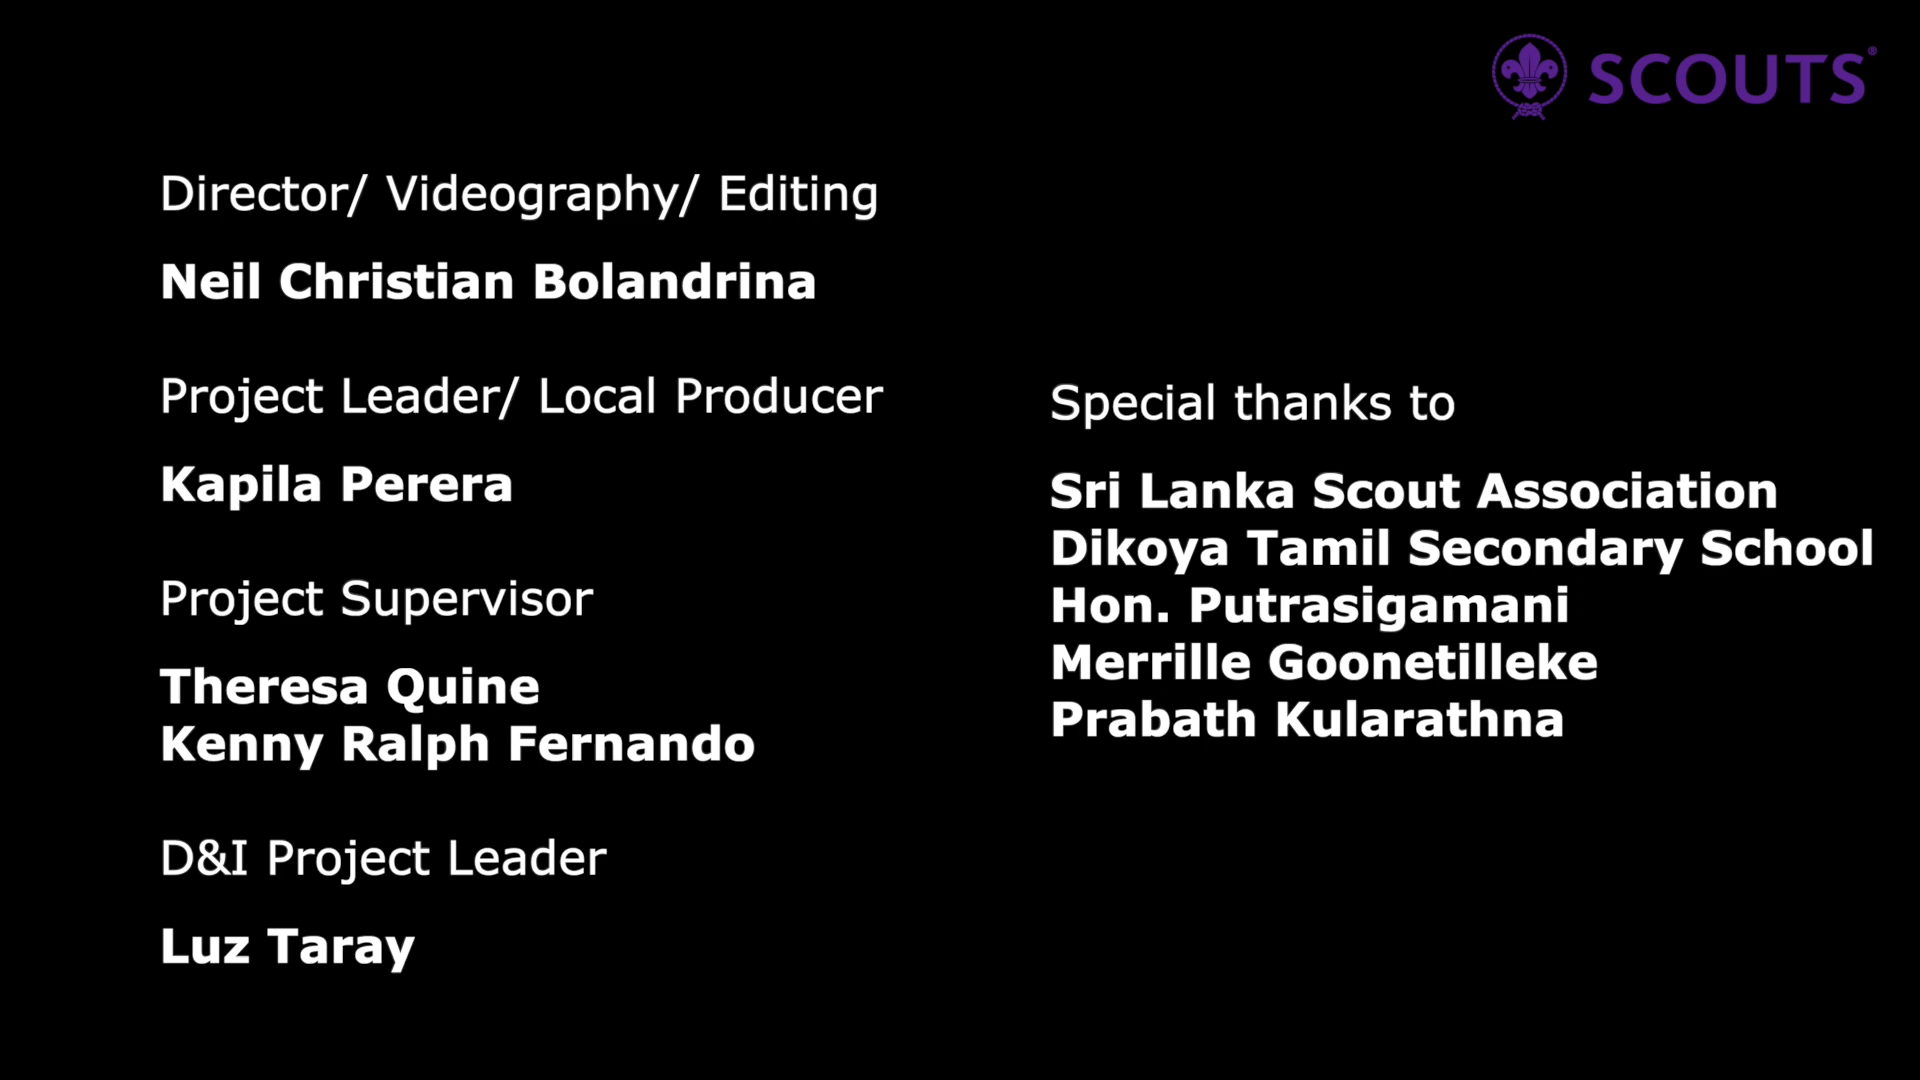 SCOUTS®
Director/ Videography/ Editing
Neil Christian Bolandrina
Project Leader/ Local Producer
Kapila Perera
Project Supervisor
Theresa Quine
Kenny Ralph Fernando
D&I Project Leader
Luz Taray
Special thanks to
Sri Lanka Scout Association
Dikoya Tamil Secondary School
Hon. Putrasigamani
Merrille Goonetilleke
Prabath Kularathna